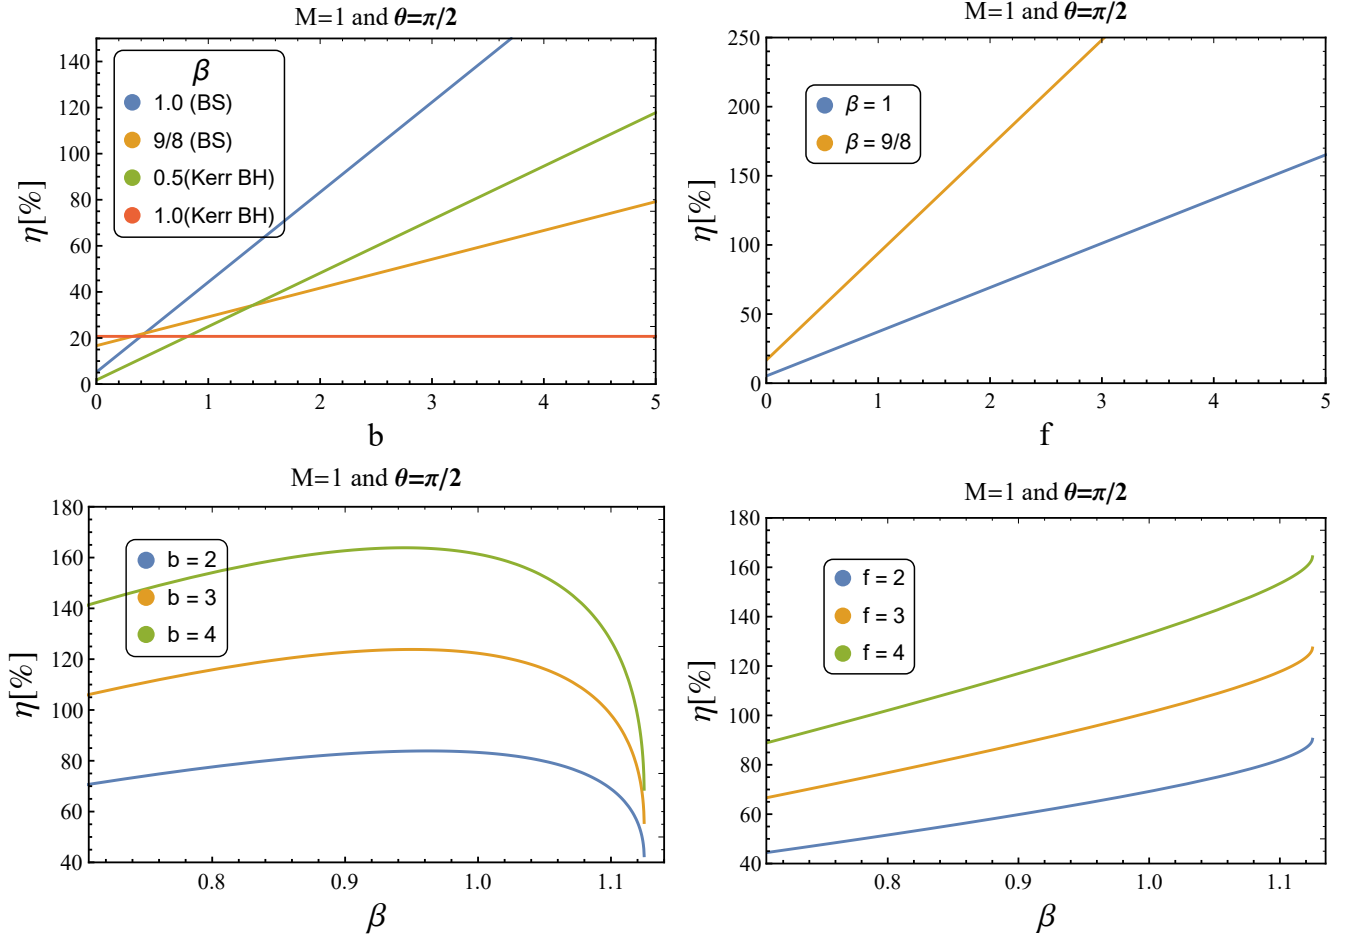 M=1 and θ=π/2
η[%]
140
120
100
80
60
40
20
0
β
1.0 (BS)
9/8 (BS)
0.5(Kerr BH)
1.0(Kerr BH)
0 1 2 3 4 5
b
M=1 and θ=π/2
η[%]
250
200
150
100
50
0
β = 1
β = 9/8
0 1 2 3 4 5
f
M=1 and θ=π/2
η[%]
180
160
140
120
100
80
60
40
b = 2
b = 3
b = 4
0.8 0.9 1.0 1.1
β
M=1 and θ=π/2
η[%]
180
160
140
120
100
80
60
40
f = 2
f = 3
f = 4
0.8 0.9 1.0 1.1
β